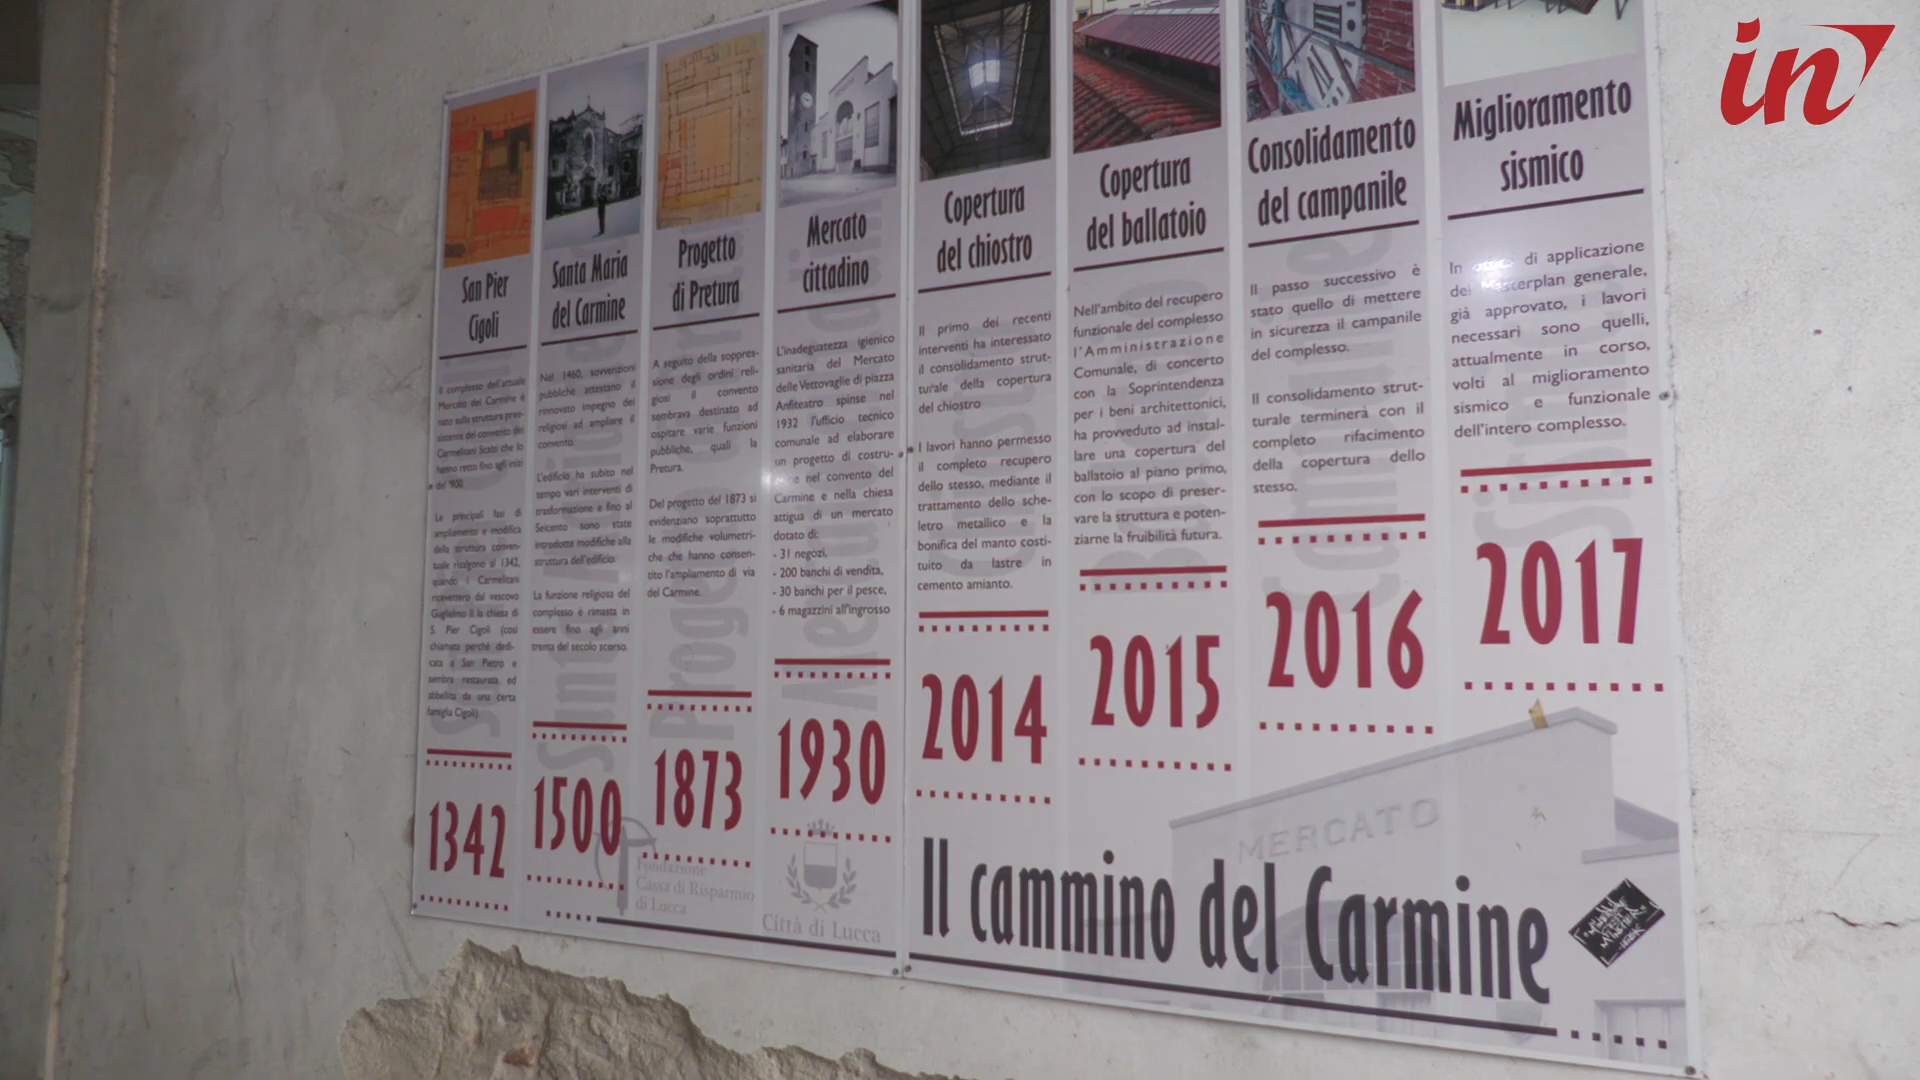 in
San Pier
Cigoli
Il complesso dell'attuale
Mercato del Carmine è
nato sulla struttura pree-
sistente del convento dei
Carmelitani Scalzi che lo
hanno retto fino agli inizi
del '900.
Le principali fasi di
ampliamento e modifica
della struttura conven-
tuale risalgono al 1342,
quando i Carmelitani
ricevettero dal vescovo
Guglielmo II la chiesa di
S. Pier Cigoli (così
chiamata perché dedi-
cata a San Pietro e
sembra restaurata ed
abbellita da una certa
famiglia Cigoli).
1342
Santa Maria
del Carmine
Nel 1460, sovvenzioni
pubbliche attestano il
rinnovato impegno dei
religiosi ad ampliare il
convento.
L'edificio ha subito nel
tempo vari interventi di
trasformazione e fino al
Seicento sono state
introdotte modifiche alla
struttura dell'edificio.
La funzione religiosa del
complesso è rimasta in
essere fino agli anni
trenta del secolo scorso.
1500
Progetto
di Pretura
A seguito della soppres-
sione degli ordini reli-
giosi il convento
sembrava destinato ad
ospitare varie funzioni
pubbliche, quali la
Pretura.
Del progetto del 1873 si
evidenziano soprattutto
le modifiche volumetri-
che che hanno consen-
tito l'ampliamento di via
del Carmine.
1873
Mercato
cittadino
L'inadeguatezza igienico
sanitaria del Mercato
delle Vettovaglie di piazza
Anfiteatro spinse nel
1932 l'ufficio tecnico
comunale ad elaborare
un progetto di costru-
nel convento del
Carmine e nella chiesa
attigua di un mercato
dotato di:
- 31 negozi,
- 200 banchi di vendita,
- 30 banchi per il pesce,
- 6 magazzini all'ingrosso
1930
Copertura
del chiostro
Il primo dei recenti
interventi ha interessato
il consolidamento strut-
turale della copertura
del chiostro
I lavori hanno permesso
il completo recupero
dello stesso, mediante il
trattamento dello sche-
letro metallico e la
bonifica del manto costi-
tuito da lastre in
cemento amianto.
2014
Copertura
del ballatoio
Nell'ambito del recupero
funzionale del complesso
l'Amministrazione
Comunale, di concerto
con la Soprintendenza
per i beni architettonici,
ha provveduto ad instal-
lare una copertura del
ballatoio al piano primo,
con lo scopo di preser-
vare la struttura e poten-
ziarne la fruibilità futura.
2015
Consolidamento
del campanile
Il passo successivo è
stato quello di mettere
in sicurezza il campanile
del complesso.
Il consolidamento strut-
turale terminerà con il
completo rifacimento
della copertura dello
stesso.
2016
Miglioramento
sismico
In di applicazione
del Masterplan generale,
già approvato, i lavori
necessari sono quelli,
attualmente in corso,
volti al miglioramento
sismico e funzionale
dell'intero complesso.
2017
Fondazione
Cassa di Risparmio
di Lucca
Città di Lucca
MERCATO
Il cammino del Carmine